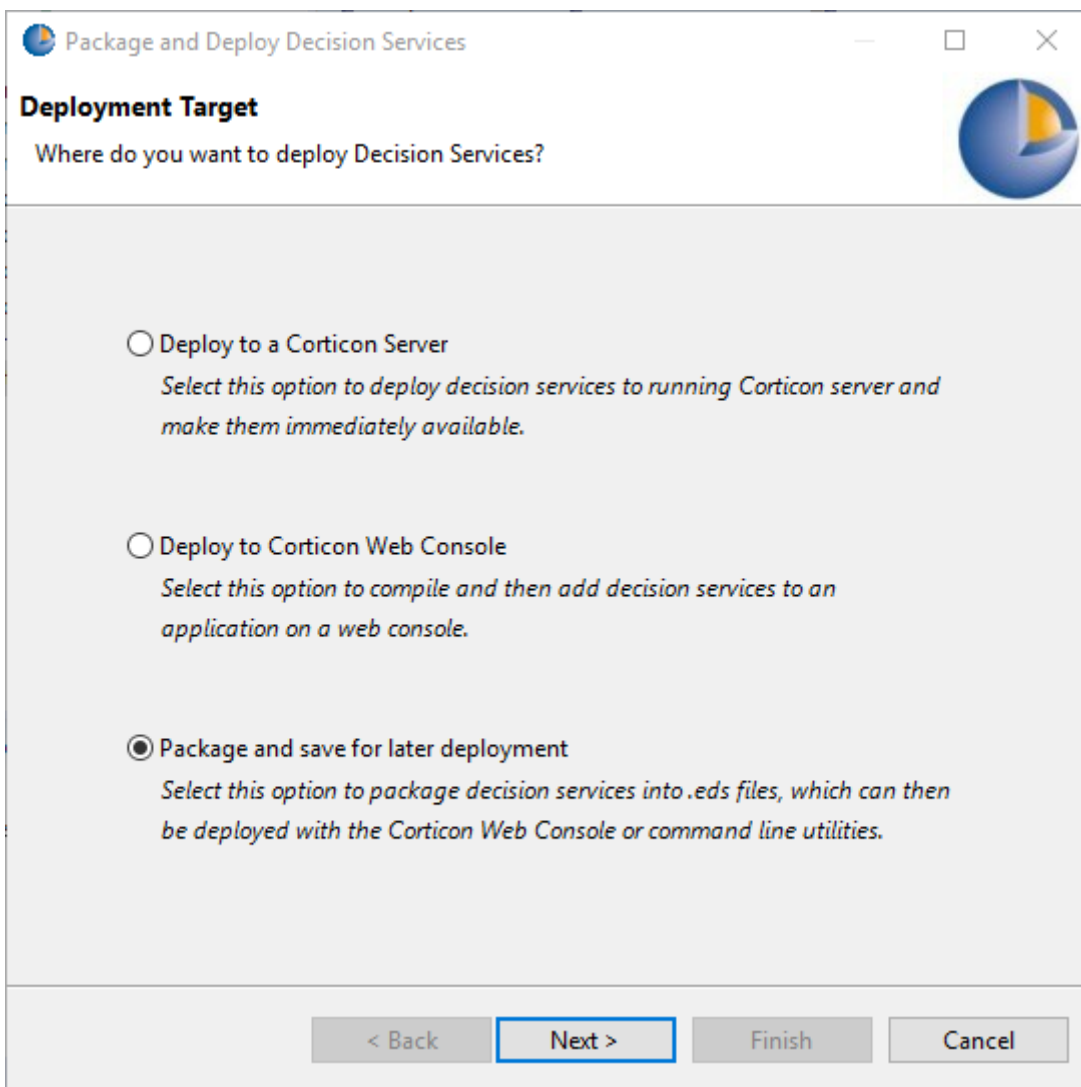 Package and Deploy Decision Services
Deployment Target
Where do you want to deploy Decision Services?
Deploy to a Corticon Server
Select this option to deploy decision services to running Corticon server and
make them immediately available.
Deploy to Corticon Web Console
Select this option to compile and then add decision services to an
application on a web console.
Package and save for later deployment
Select this option to package decision services into .eds files, which can then
be deployed with the Corticon Web Console or command line utilities.
< Back Next > Finish Cancel